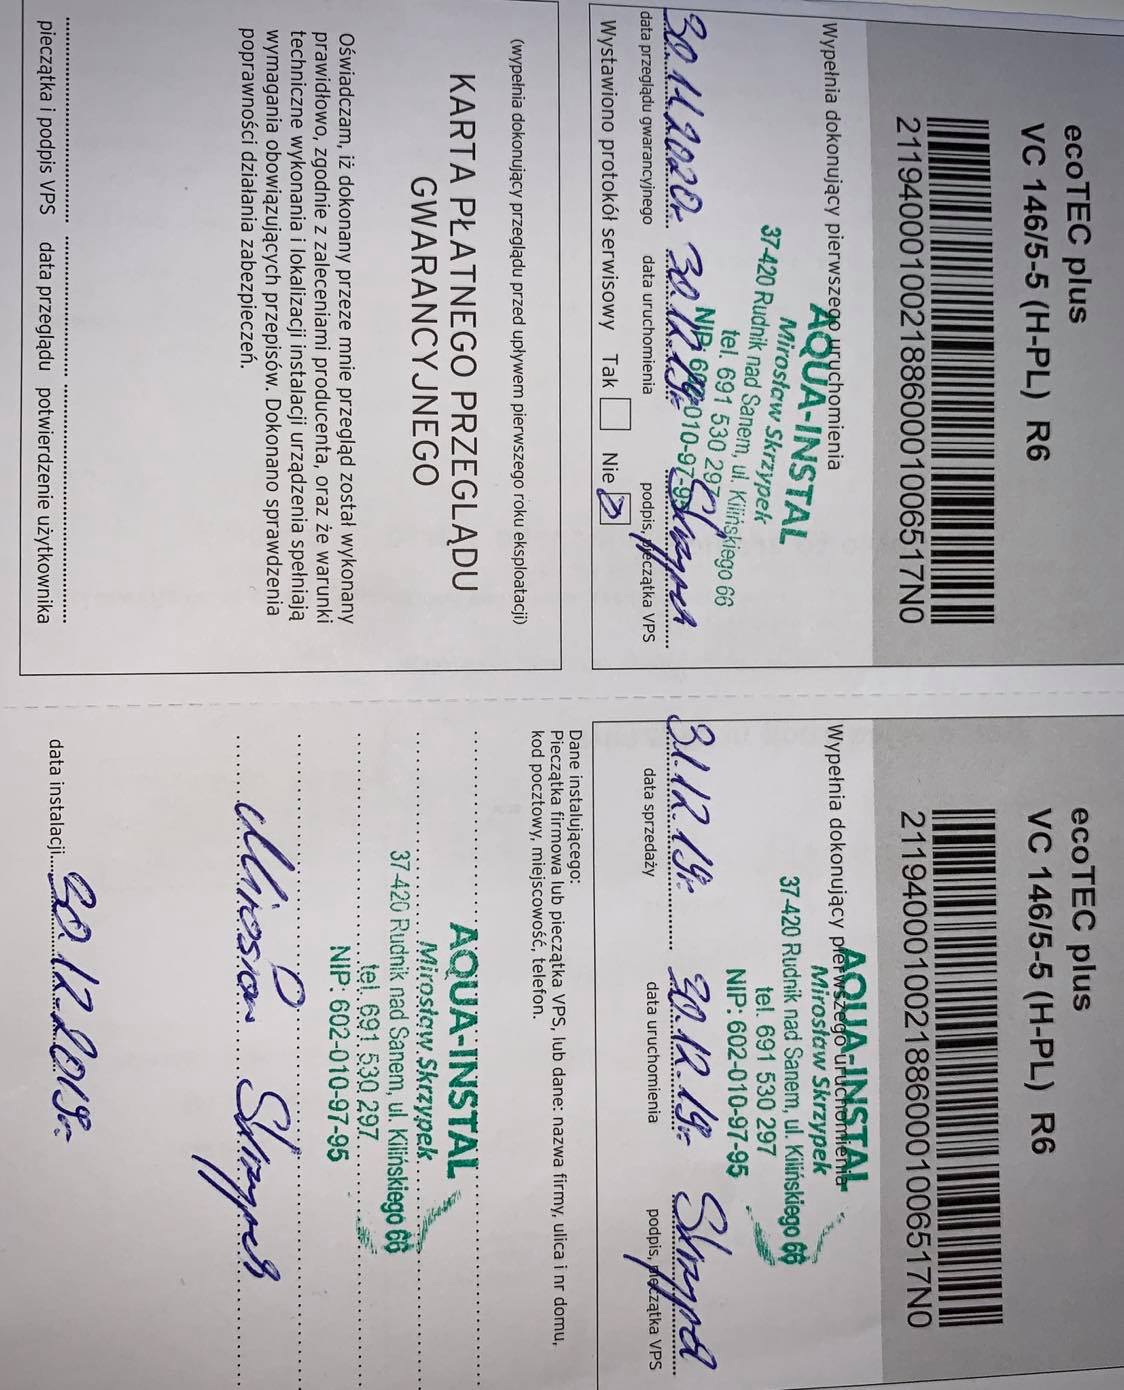 ecoTEC plus
VC 146/5-5 (H-PL) R6
21194000100218860001006517N0
Wypełnia dokonujący pierwszego uruchomienia
AQUA-INSTAL
Mirosław Skrzypek
37-420 Rudnik nad Sanem, ul. Kilińskiego 66
tel. 691 530 297
NIP: 602-010-97-95
30.11.2020r. 30.12.19r. Skrzypek
data przeglądu gwarancyjnego data uruchomienia podpis, pieczątka VPS
Wystawiono protokół serwisowy Tak Nie
(wypełnia dokonujący przeglądu przed upływem pierwszego roku eksploatacji)
KARTA PŁATNEGO PRZEGLĄDU
GWARANCYJNEGO
Oświadczam, iż dokonany przeze mnie przegląd został wykonany
prawidłowo, zgodnie z zaleceniami producenta, oraz że warunki
techniczne wykonania i lokalizacji instalacji urządzenia spełniają
wymagania obowiązujących przepisów. Dokonano sprawdzenia
poprawności działania zabezpieczeń.
pieczątka i podpis VPS data przeglądu potwierdzenie użytkownika
ecoTEC plus
VC 146/5-5 (H-PL) R6
21194000100218860001006517N0
Wypełnia dokonujący pierwszego uruchomienia
AQUA-INSTAL
Mirosław Skrzypek
37-420 Rudnik nad Sanem, ul. Kilińskiego 66
tel. 691 530 297
NIP: 602-010-97-95
31.12.19r. 30.12.19r. Skrzypek
data sprzedaży data uruchomienia podpis, pieczątka VPS
Dane instalującego:
Pieczątka firmowa lub pieczątka VPS, lub dane: nazwa firmy, ulica i nr domu,
kod pocztowy, miejscowość, telefon.
AQUA-INSTAL
Mirosław Skrzypek
37-420 Rudnik nad Sanem, ul. Kilińskiego 66
tel. 691 530 297
NIP: 602-010-97-95
Mirosław Skrzypek
data instalacji 30.12.2019r.